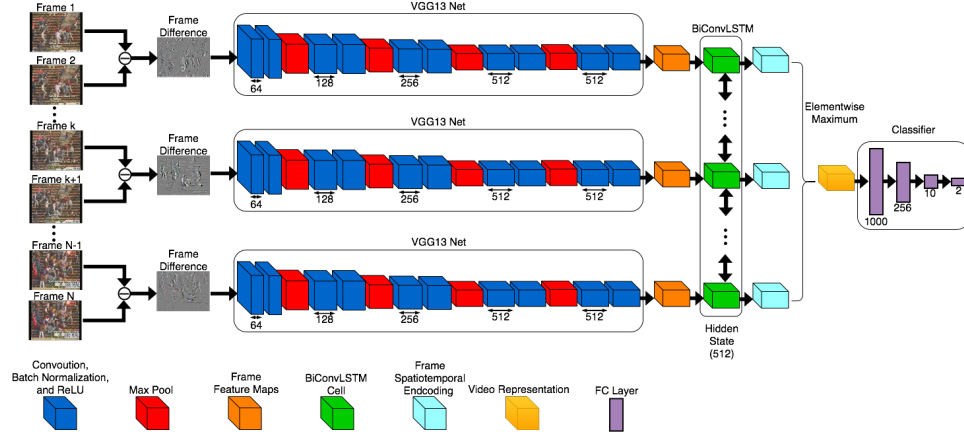 Frame 1
Frame 2
Frame
Difference
VGG13 Net
64
128
256
512
512
BiConvLSTM
Frame k
Frame k+1
Frame
Difference
VGG13 Net
64
128
256
512
512
Elementwise
Maximum
Classifier
1000
256
10
2
Frame N-1
Frame N
Frame
Difference
VGG13 Net
64
128
256
512
512
Hidden
State
(512)
Convoution,
Batch Normalization,
and ReLU
Max Pool
Frame
Feature Maps
BiConvLSTM
Cell
Frame
Spatiotemporal
Endcoding
Video Representation
FC Layer